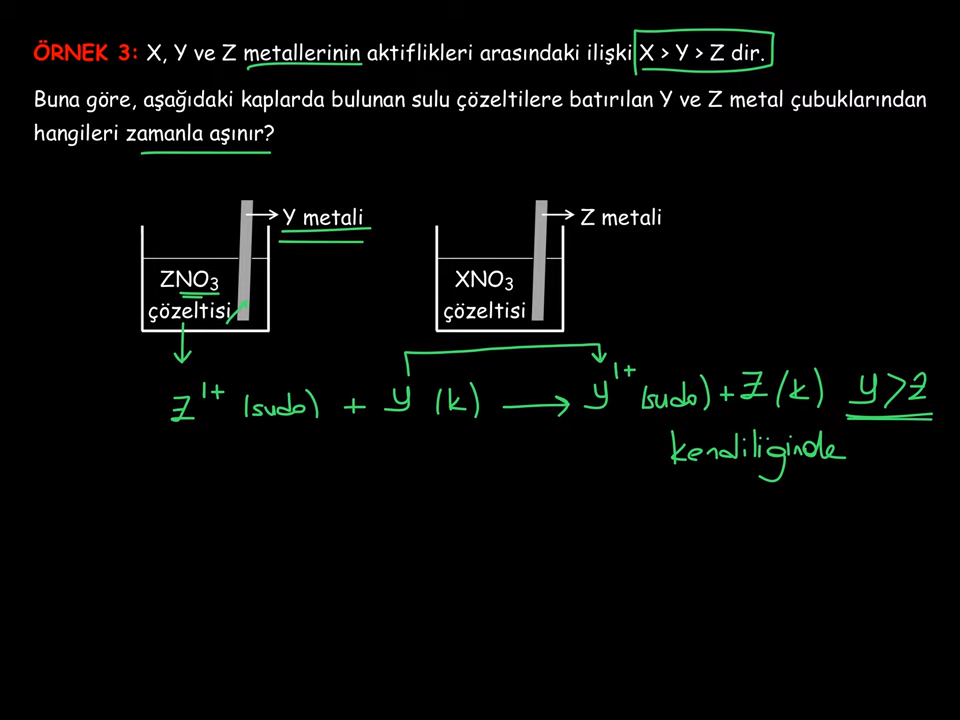 ÖRNEK 3: X, Y ve Z metallerinin aktiflikleri arasındaki ilişki X > Y > Z dir.
Buna göre, aşağıdaki kaplarda bulunan sulu çözeltilere batırılan Y ve Z metal çubuklarından
hangileri zamanla aşınır?
Y metali
Z metali
ZNO₃
çözeltisi
XNO₃
çözeltisi
Z¹⁺ (suda) + Y (k) → Y¹⁺ (suda) + Z (k) Y > Z
kendiliğinde